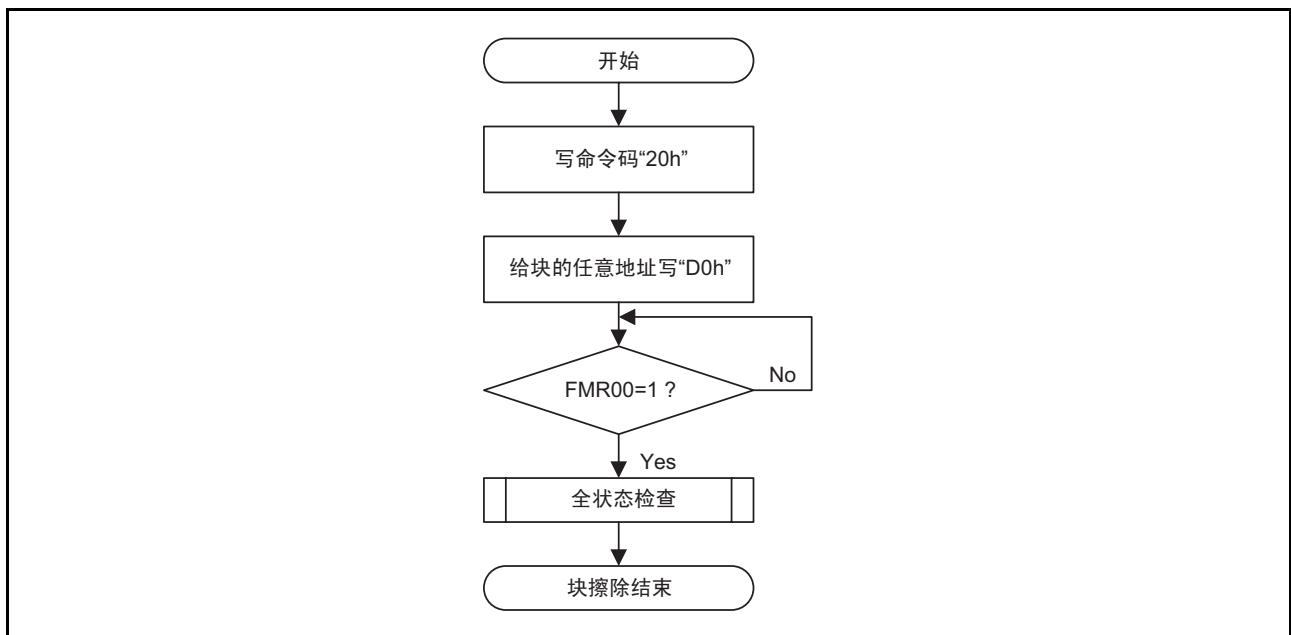 开始
写命令码“20h”
给块的任意地址写“D0h”
FMR00=1 ?
No
Yes
全状态检查
块擦除结束